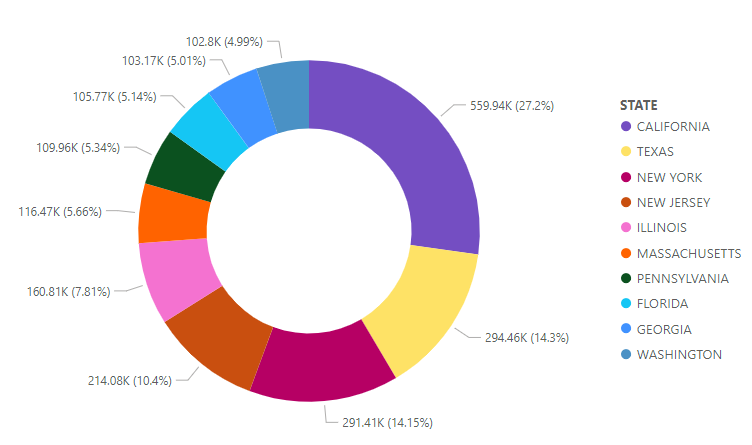 102.8K (4.99%)
103.17K (5.01%)
105.77K (5.14%)
109.96K (5.34%)
116.47K (5.66%)
160.81K (7.81%)
214.08K (10.4%)
291.41K (14.15%)
294.46K (14.3%)
559.94K (27.2%)
STATE
CALIFORNIA
TEXAS
NEW YORK
NEW JERSEY
ILLINOIS
MASSACHUSETTS
PENNSYLVANIA
FLORIDA
GEORGIA
WASHINGTON